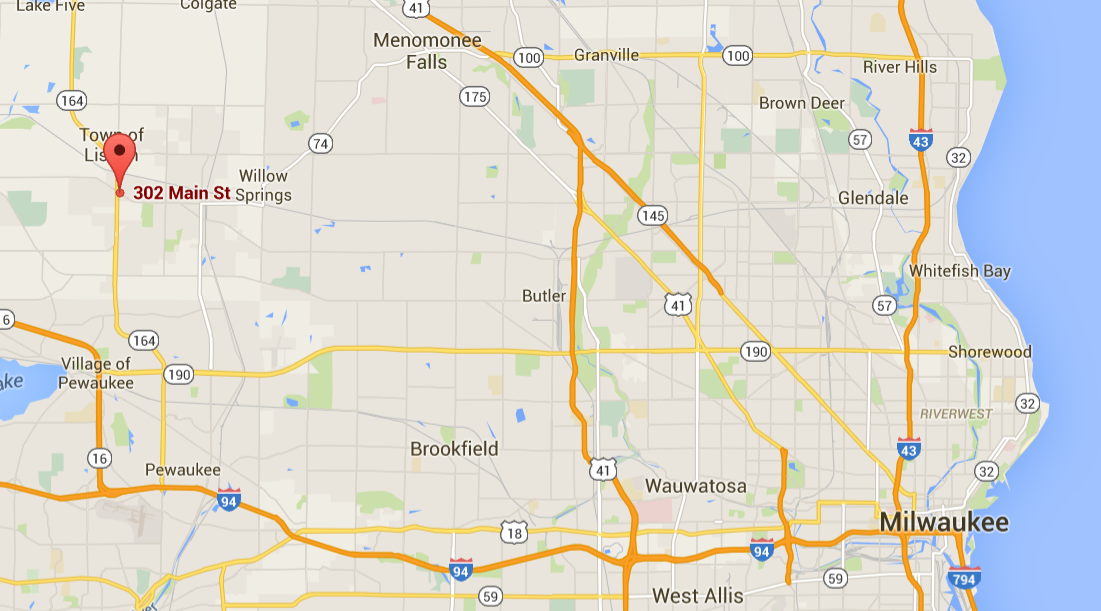 Lake Five
Colgate
41
Menomonee
Falls
100
Granville
100
River Hills
164
175
Brown Deer
Town of
74
57
43
32
302 Main St
Willow
Springs
145
Glendale
Whitefish Bay
Butler
41
57
6
164
190
Shorewood
Village of
Pewaukee
190
32
RIVERWEST
Brookfield
43
16
Pewaukee
41
32
94
Wauwatosa
18
Milwaukee
94
94
59
794
59
West Allis